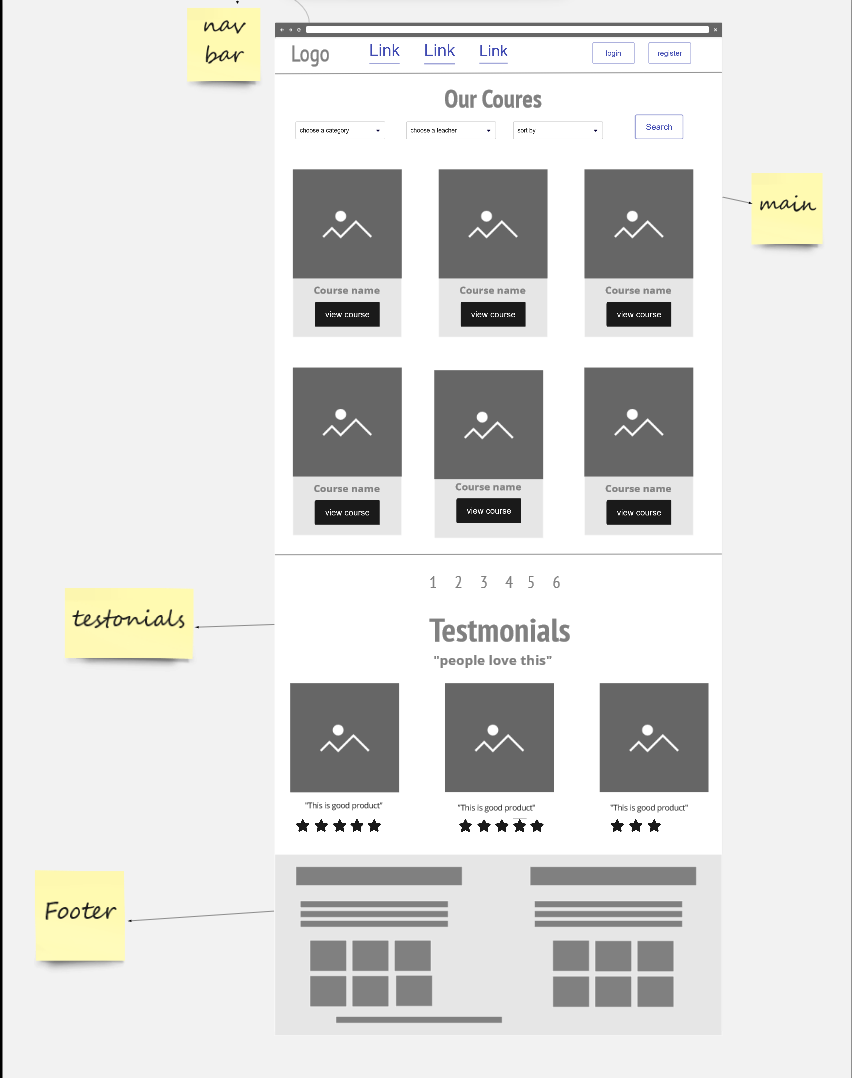 nav
bar
Logo Link Link Link login register
Our Coures
choose a category choose a teacher sort by Search
main
Course name Course name Course name
view course view course view course
Course name Course name Course name
view course view course view course
1 2 3 4 5 6
testonials
Testmonials
"people love this"
"This is good product" "This is good product" "This is good product"
Footer